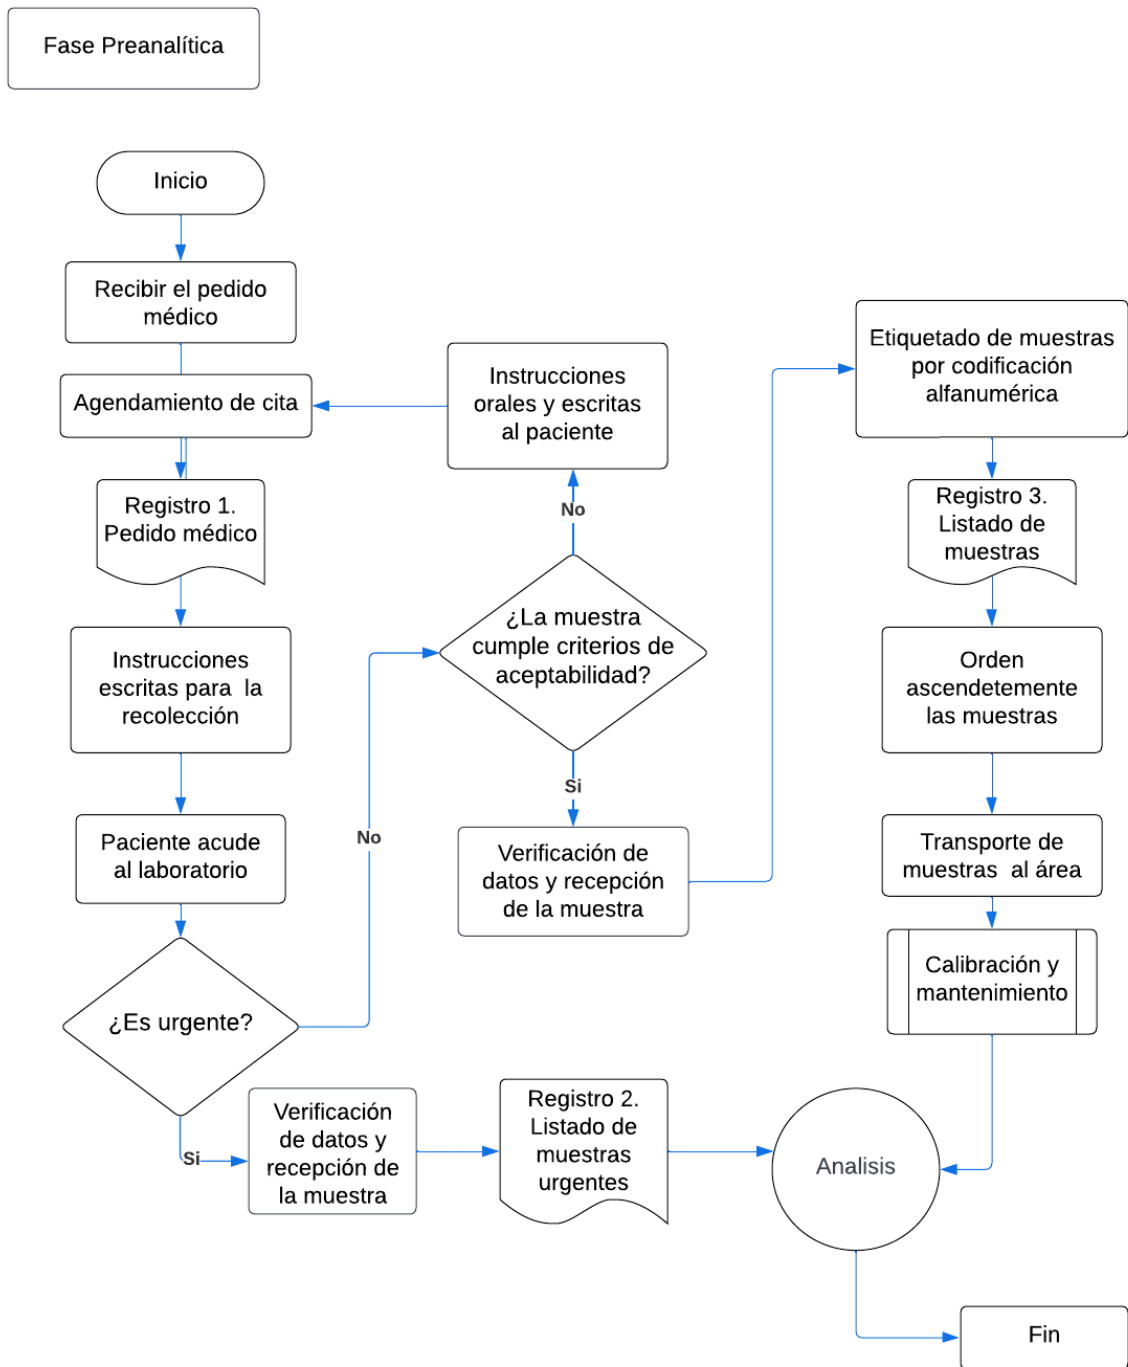 Fase Preanalítica
Inicio
Recibir el pedido
médico
Agendamiento de cita
Registro 1.
Pedido médico
Instrucciones
escritas para la
recolección
Paciente acude
al laboratorio
¿Es urgente?
Si
Verificación
de datos y
recepción de
la muestra
Registro 2.
Listado de
muestras
urgentes
No
¿La muestra
cumple criterios de
aceptabilidad?
No
Instrucciones
orales y escritas
al paciente
Si
Verificación de
datos y recepción
de la muestra
Etiquetado de muestras
por codificación
alfanumérica
Registro 3.
Listado de
muestras
Orden
ascendetemente
las muestras
Transporte de
muestras al área
Calibración y
mantenimiento
Analisis
Fin